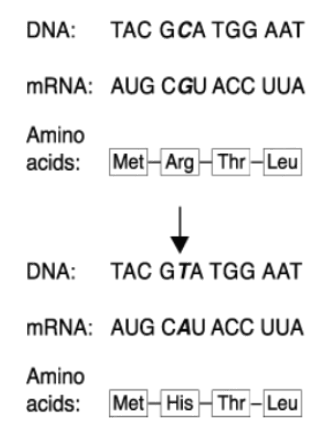 DNA: TAC GCA TGG AAT
mRNA: AUG CGU ACC UUA
Amino
acids: Met Arg Thr Leu
DNA: TAC GTA TGG AAT
mRNA: AUG CAU ACC UUA
Amino
acids: Met His Thr Leu